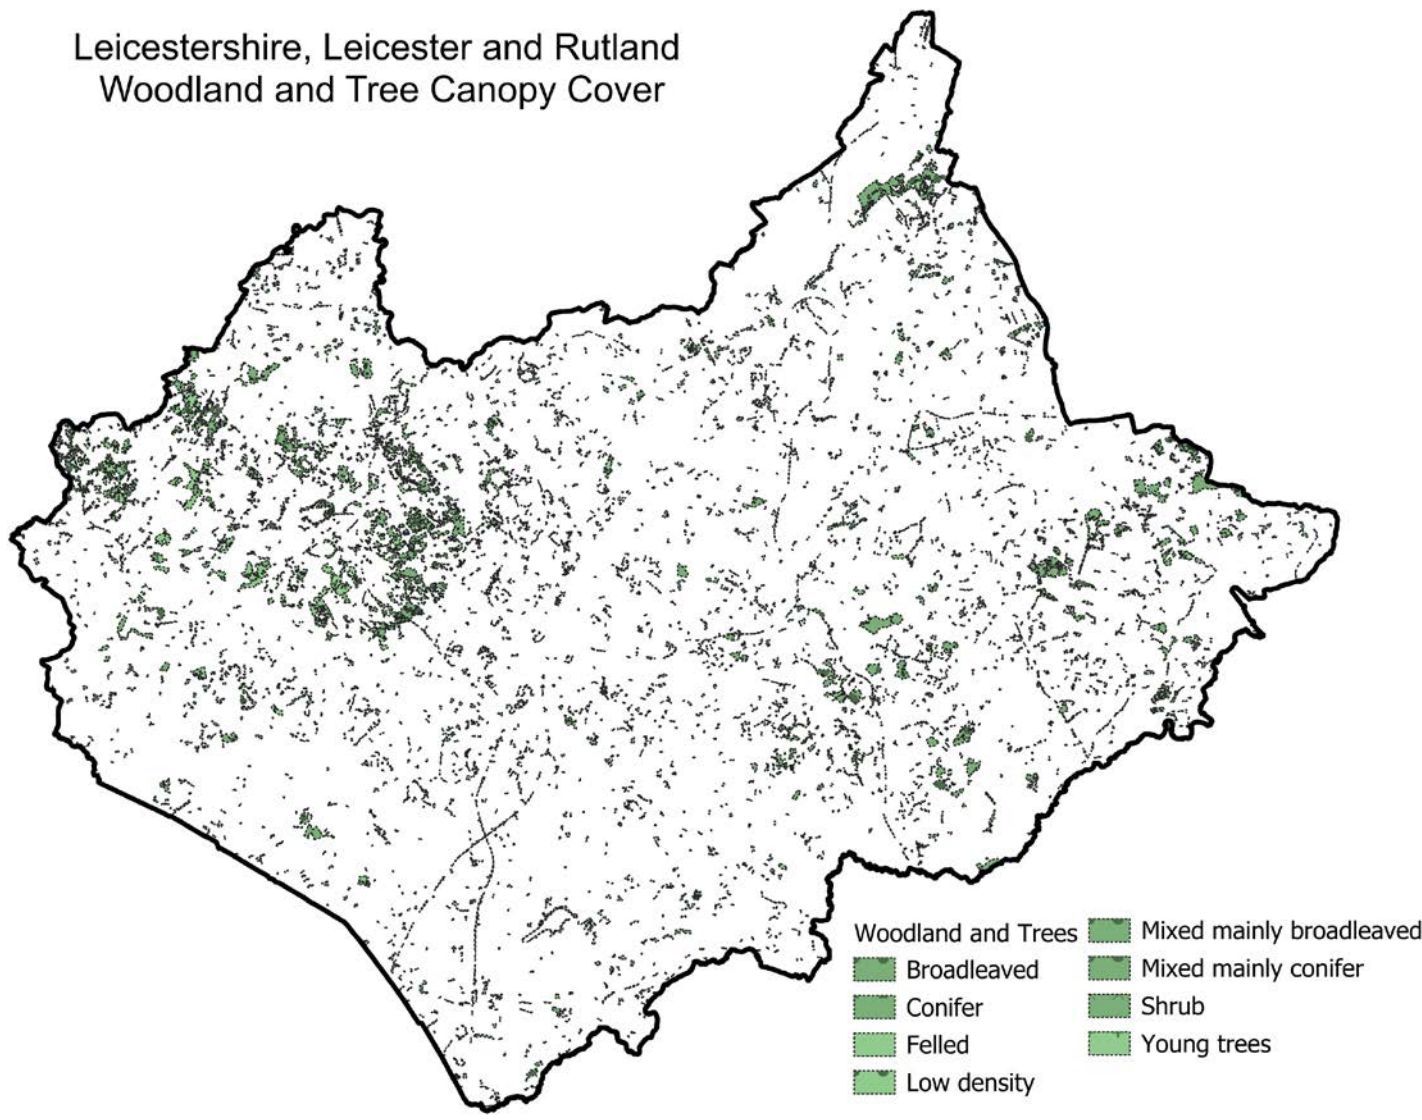 Leicestershire, Leicester and Rutland
Woodland and Tree Canopy Cover
Woodland and Trees
Broadleaved
Conifer
Felled
Low density
Mixed mainly broadleaved
Mixed mainly conifer
Shrub
Young trees